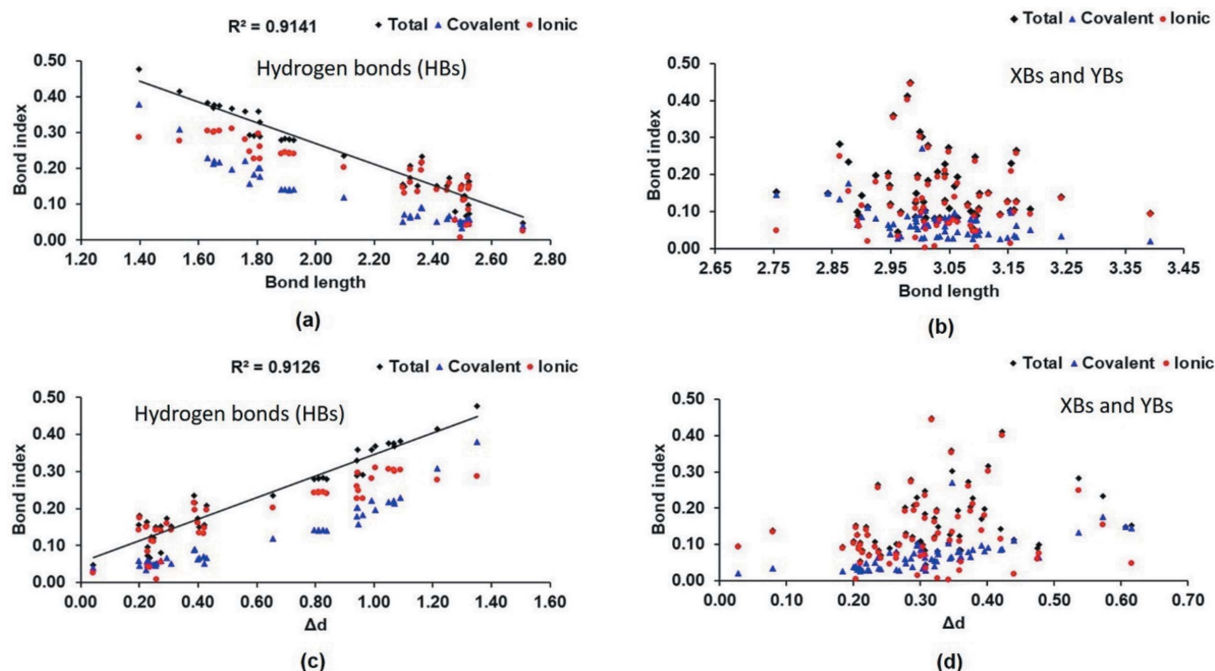 R² = 0.9141 Total Covalent Ionic
Hydrogen bonds (HBs)
Bond index
0.60
0.50
0.40
0.30
0.20
0.10
0.00
1.20 1.40 1.60 1.80 2.00 2.20 2.40 2.60 2.80
Bond length
(a)
Total Covalent Ionic
XBs and YBs
Bond index
0.50
0.40
0.30
0.20
0.10
0.00
2.65 2.75 2.85 2.95 3.05 3.15 3.25 3.35 3.45
Bond length
(b)
R² = 0.9126 Total Covalent Ionic
Hydrogen bonds (HBs)
Bond index
0.50
0.40
0.30
0.20
0.10
0.00
0.00 0.20 0.40 0.60 0.80 1.00 1.20 1.40 1.60
Δd
(c)
Total Covalent Ionic
XBs and YBs
Bond index
0.50
0.40
0.30
0.20
0.10
0.00
0.00 0.10 0.20 0.30 0.40 0.50 0.60 0.70
Δd
(d)